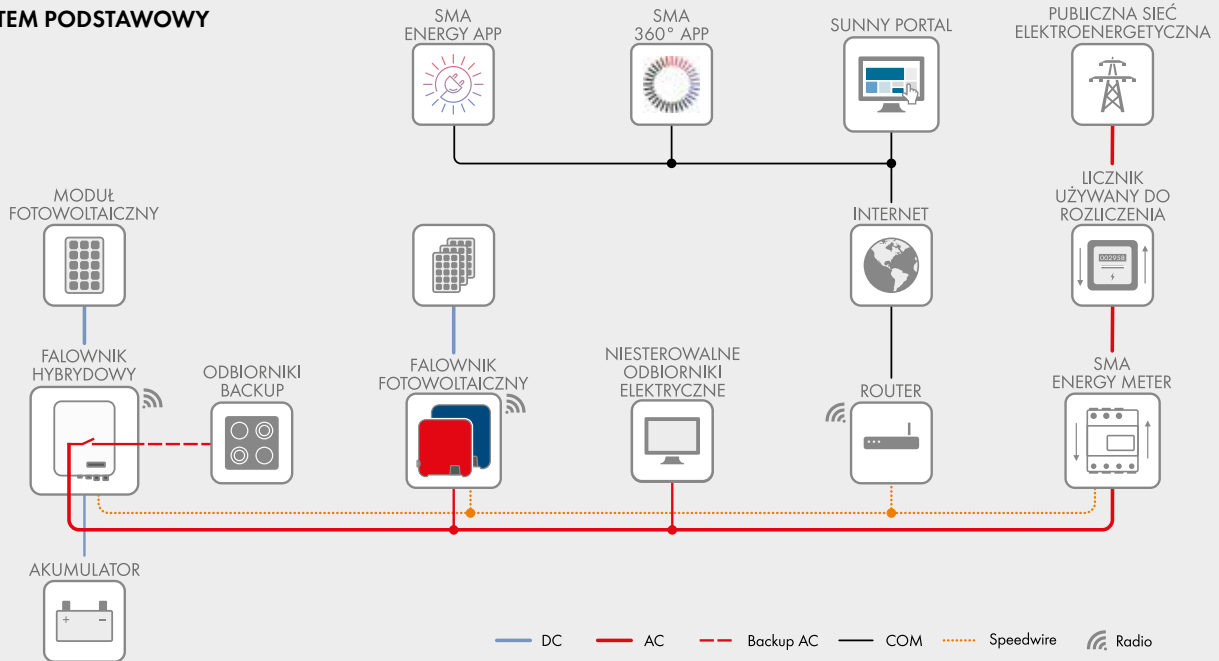 TEM PODSTAWOWY
SMA
ENERGY APP
SMA
360° APP
SUNNY PORTAL
PUBLICZNA SIEĆ
ELEKTROENERGETYCZNA
MODUŁ
FOTOWOLTAICZNY
INTERNET
LICZNIK
UŻYWANY DO
ROZLICZENIA
002958
FALOWNIK
HYBRYDOWY
ODBIORNIKI
BACKUP
FALOWNIK
FOTOWOLTAICZNY
NIESTEROWALNE
ODBIORNIKI
ELEKTRYCZNE
ROUTER
SMA
ENERGY METER
AKUMULATOR
+ −
DC
AC
Backup AC
COM
Speedwire
Radio